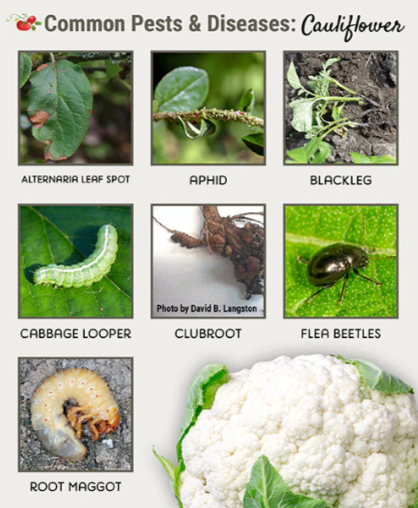 Common Pests & Diseases: Cauliflower
ALTERNARIA LEAF SPOT
APHID
BLACKLEG
Photo by David B. Langston
CABBAGE LOOPER
CLUBROOT
FLEA BEETLES
ROOT MAGGOT